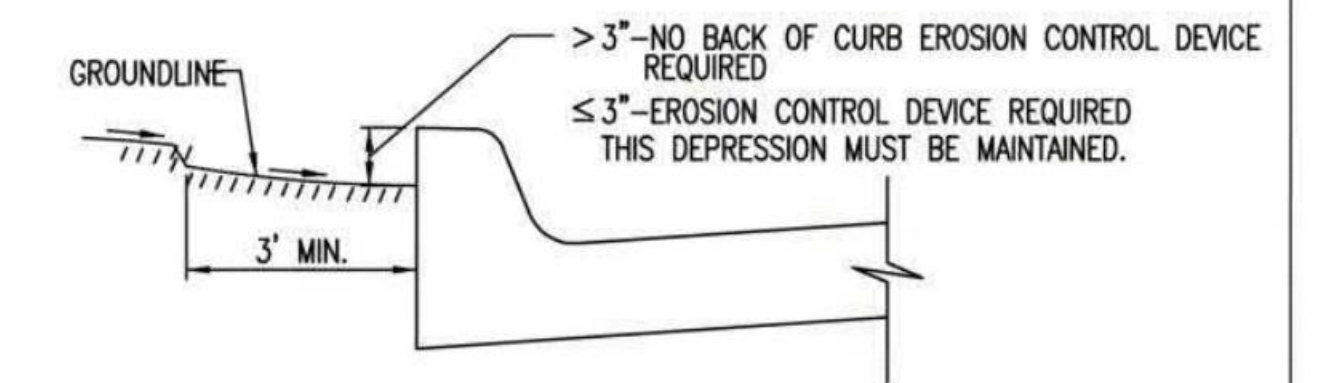 > 3"-NO BACK OF CURB EROSION CONTROL DEVICE
REQUIRED
GROUNDLINE
≤ 3"-EROSION CONTROL DEVICE REQUIRED
THIS DEPRESSION MUST BE MAINTAINED.
3' MIN.